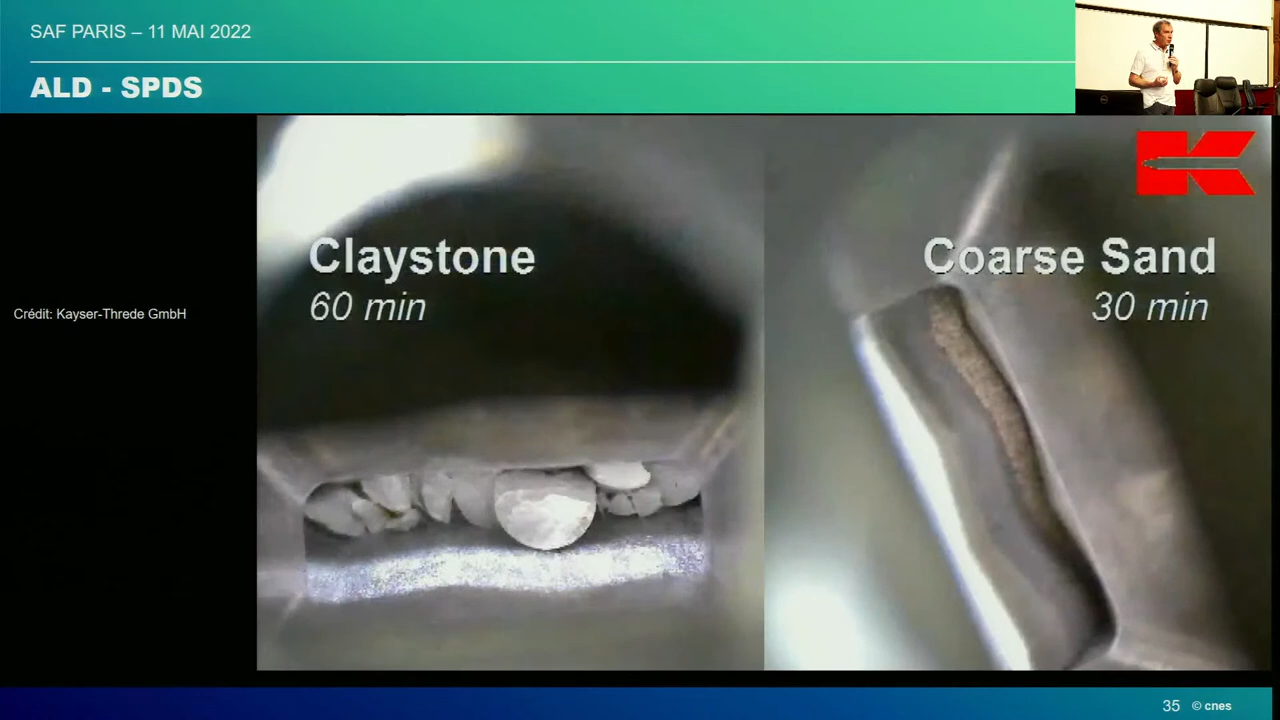 SAF PARIS – 11 MAI 2022
ALD - SPDS
Claystone
60 min
Coarse Sand
30 min
Crédit: Kayser-Threde GmbH
35 © cnes